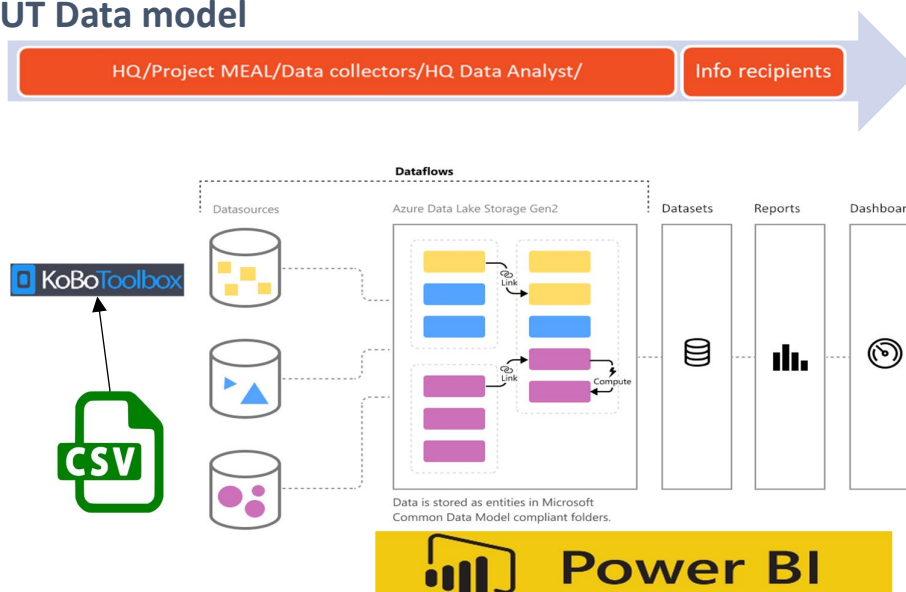 UT Data model
HQ/Project MEAL/Data collectors/HQ Data Analyst/
Info recipients
Dataflows
Datasources
Azure Data Lake Storage Gen2
Datasets
Reports
Dashboar
KoBoToolbox
Link
Link
Compute
CSV
Data is stored as entities in Microsoft
Common Data Model compliant folders.
Power BI